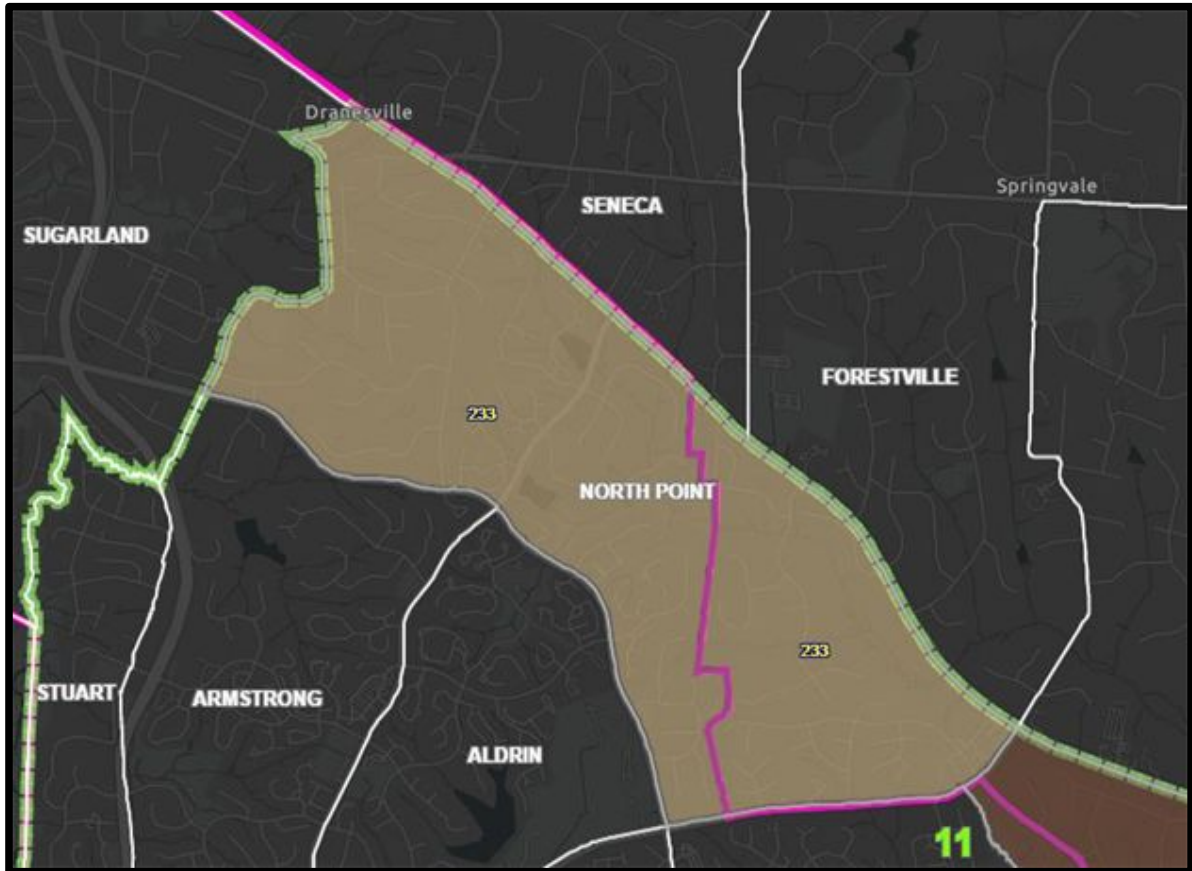 Dranesville
Springvale
SENECA
SUGARLAND
FORESTVILLE
233
NORTH POINT
233
STUART
ARMSTRONG
ALDRIN
11